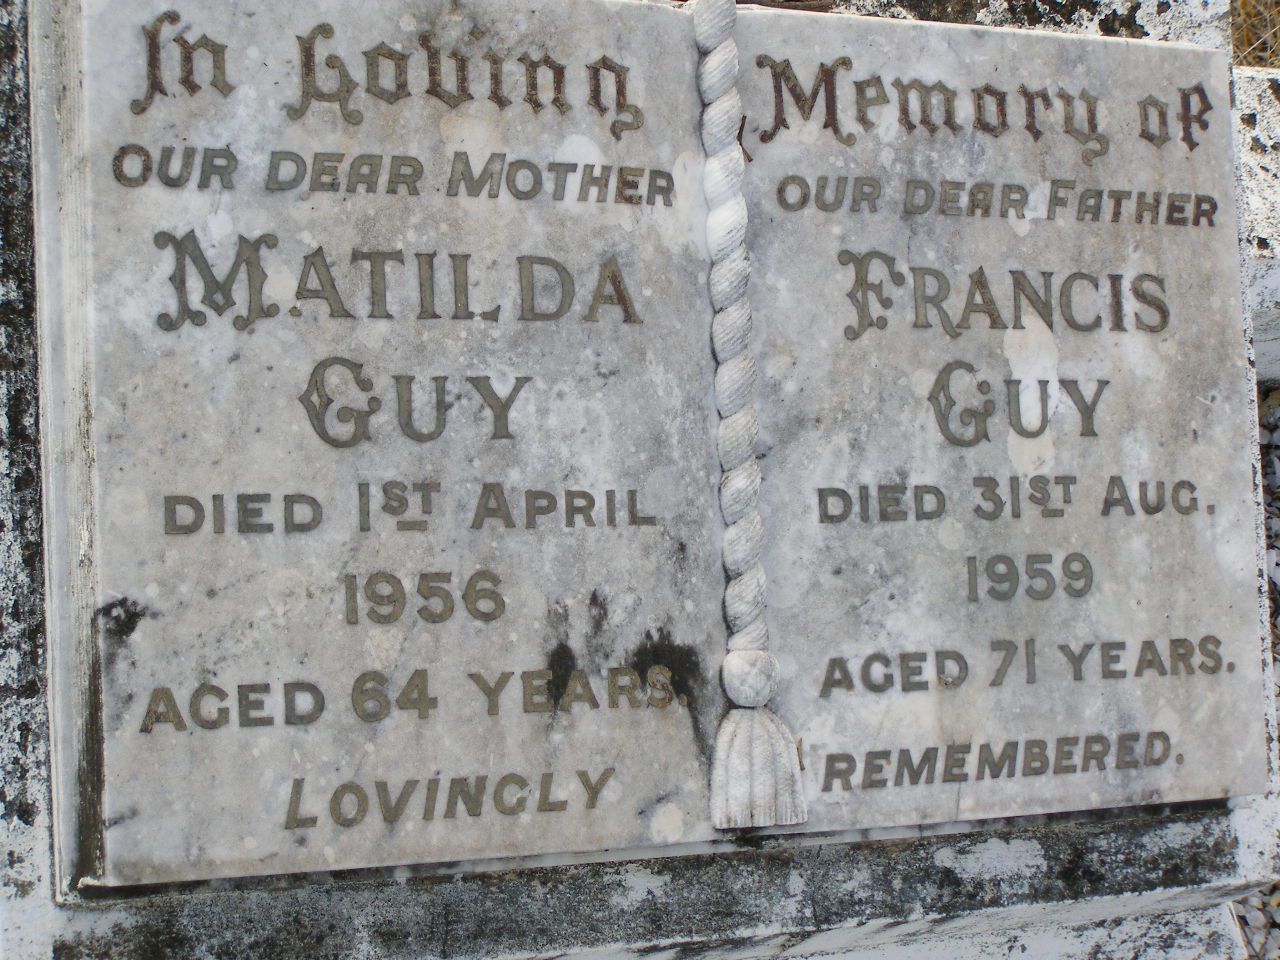 In Loving Memory of
OUR DEAR MOTHER
MATILDA
GUY
DIED 1ST APRIL
1956
AGED 64 YEARS
OUR DEAR FATHER
FRANCIS
GUY
DIED 31ST AUG.
1959
AGED 71 YEARS.
LOVINGLY REMEMBERED.